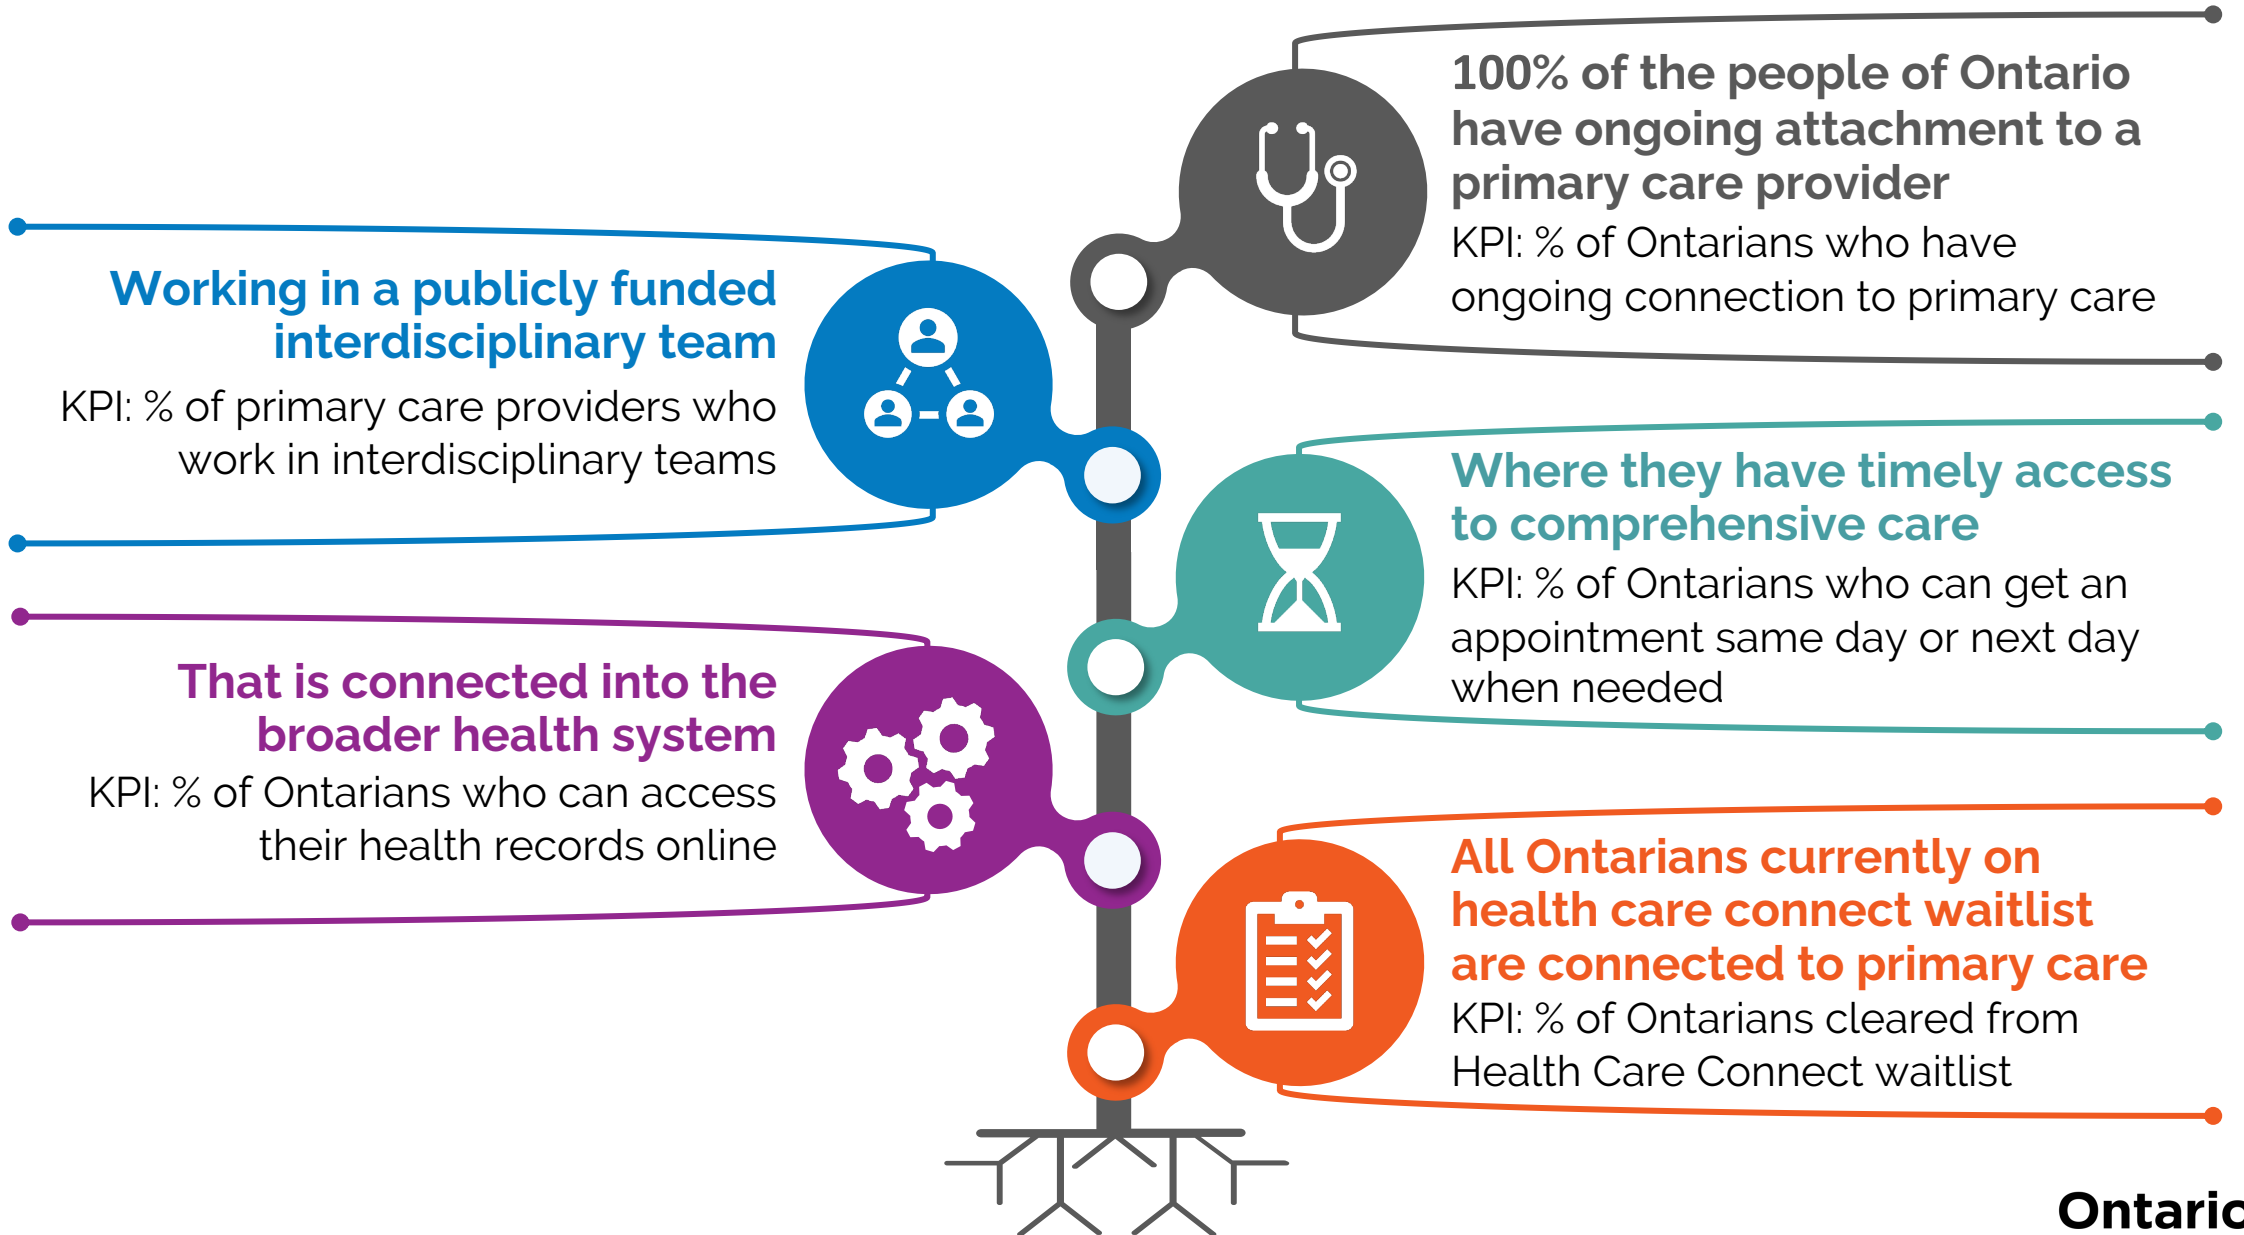 100% of the people of Ontario
have ongoing attachment to a
primary care provider
KPI: % of Ontarians who have
ongoing connection to primary care
Working in a publicly funded
interdisciplinary team
KPI: % of primary care providers who
work in interdisciplinary teams
Where they have timely access
to comprehensive care
KPI: % of Ontarians who can get an
appointment same day or next day
when needed
That is connected into the
broader health system
KPI: % of Ontarians who can access
their health records online
All Ontarians currently on
health care connect waitlist
are connected to primary care
KPI: % of Ontarians cleared from
Health Care Connect waitlist
Ontario